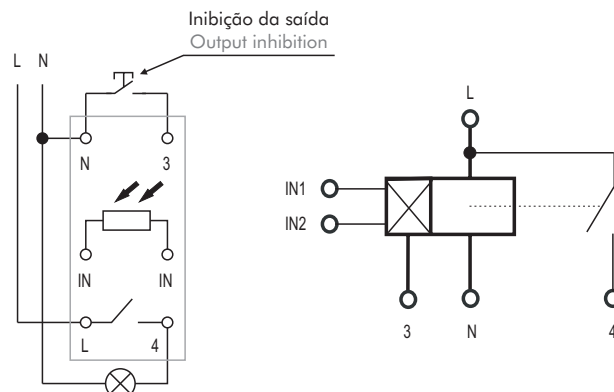 Inibição da saída
Output inhibition
L N
N 3
IN IN
L 4
L
IN1
IN2
3 N 4